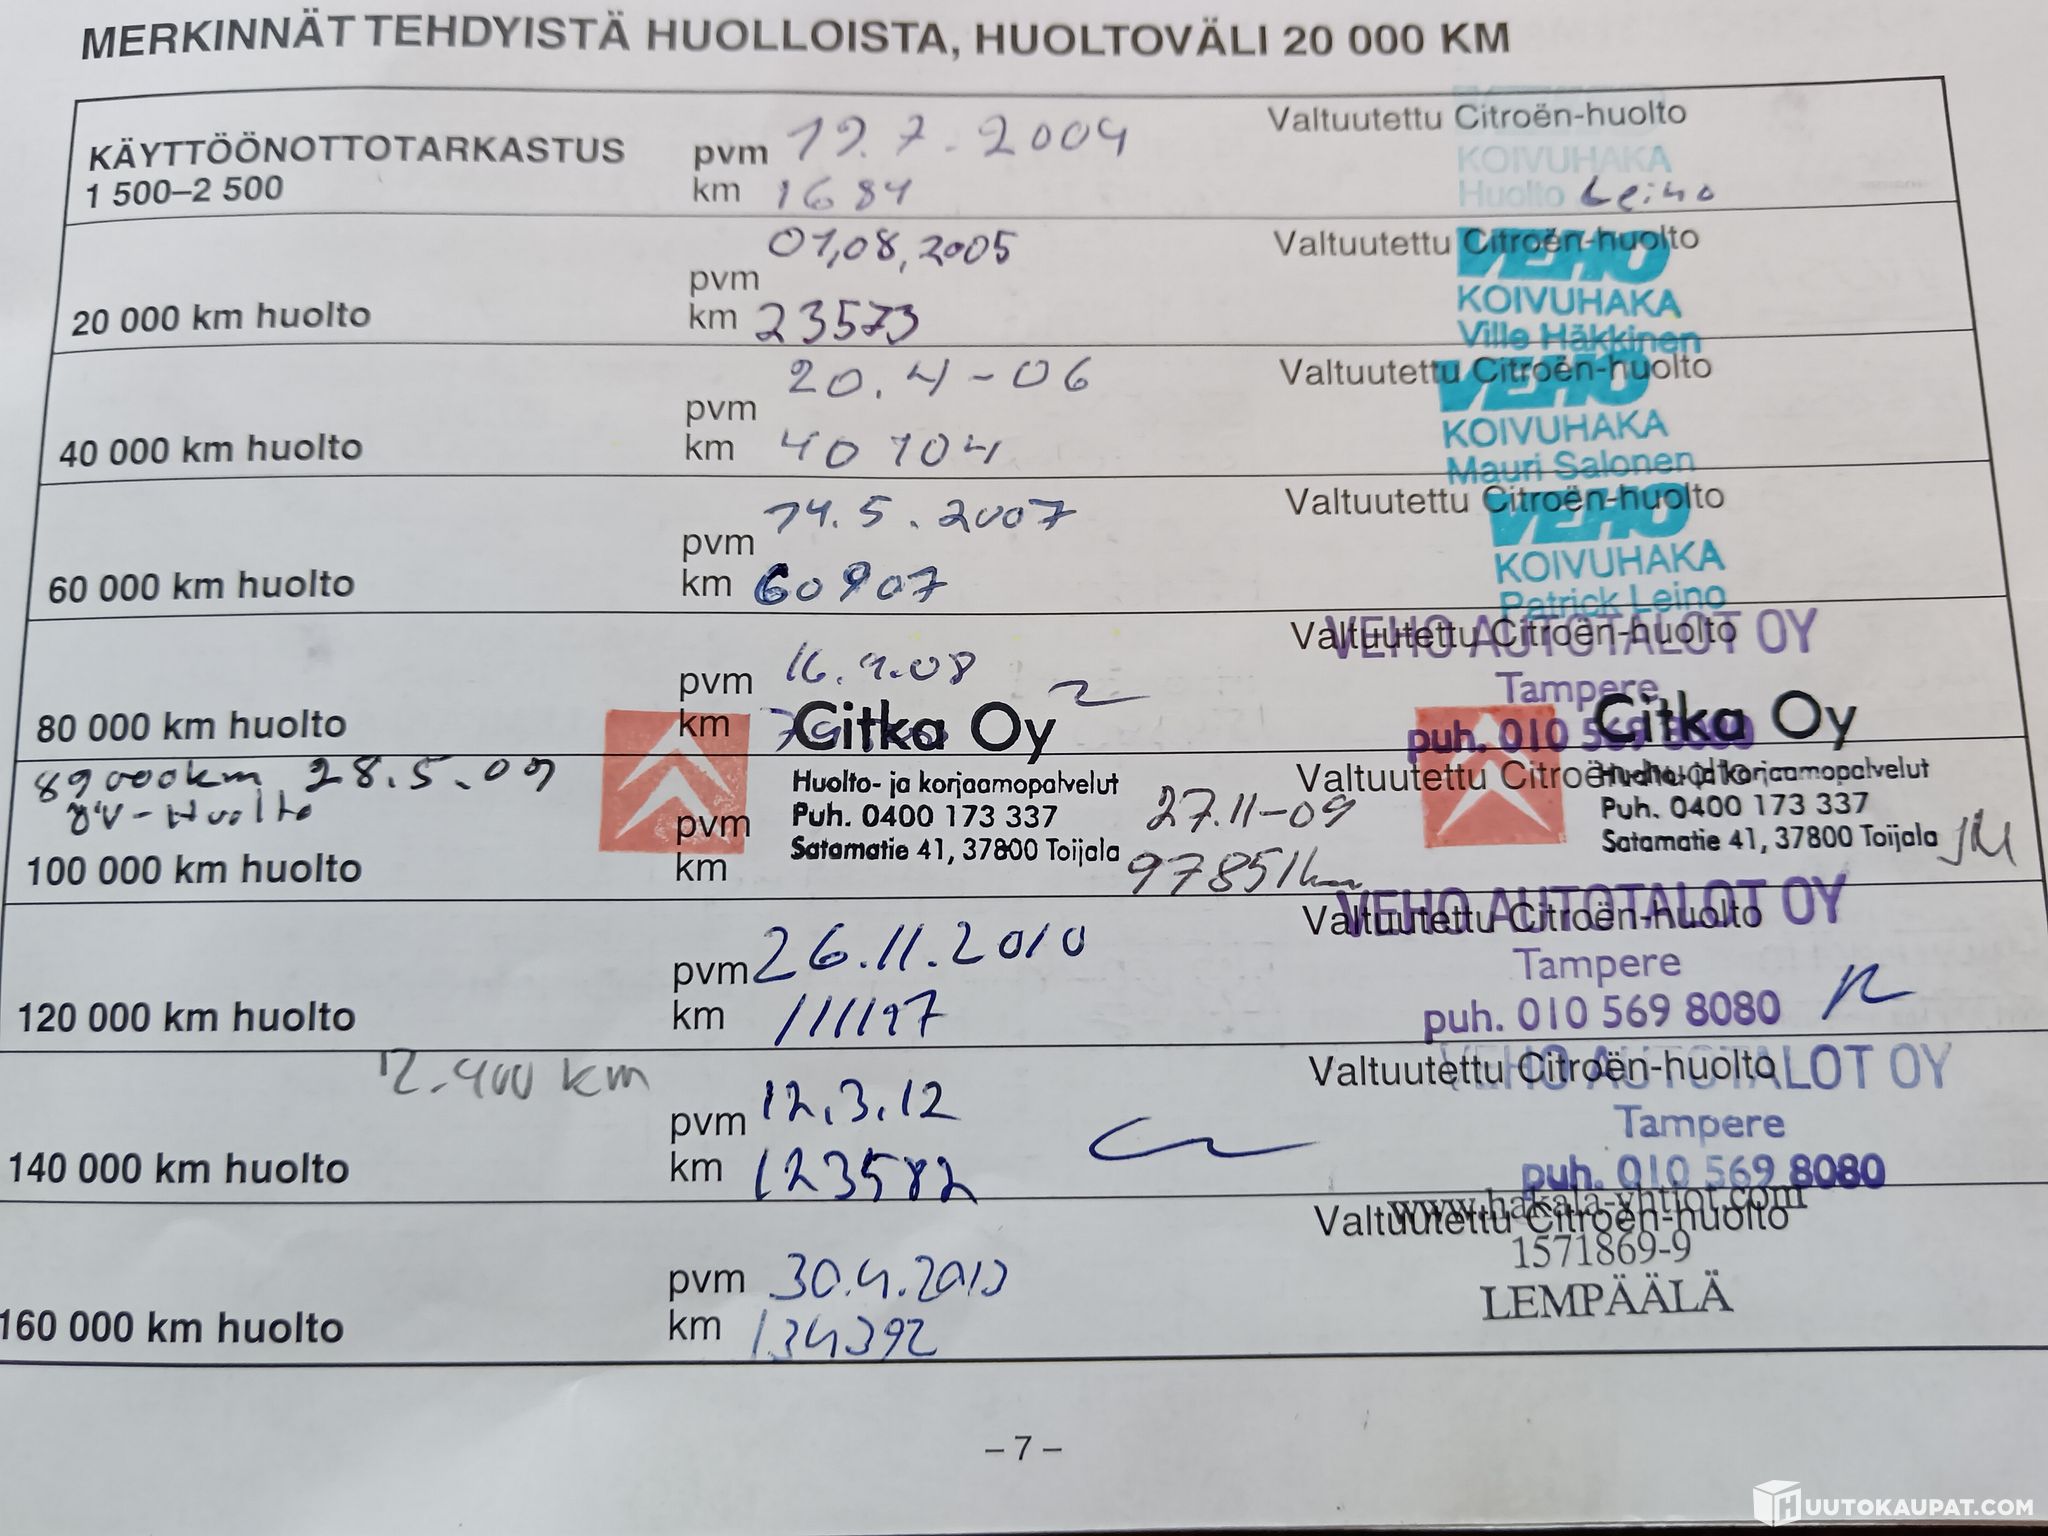 MERKINNÄT TEHDYISTÄ HUOLLOISTA, HUOLTOVÄLI 20 000 KM
KÄYTTÖÖNOTTOTARKASTUS
1 500–2 500
pvm 19.7.2004
km 1684
Valtuutettu Citroën-huolto
KOIVUHAKA
Huolto Leino
20 000 km huolto
pvm 01,08,2005
km 23573
Valtuutettu Citroën-huolto
VEHO
KOIVUHAKA
Ville Häkkinen
40 000 km huolto
pvm 20.4-06
km 40104
Valtuutettu Citroën-huolto
VEHO
KOIVUHAKA
Mauri Salonen
60 000 km huolto
pvm 14.5.2007
km 60907
Valtuutettu Citroën-huolto
VEHO
KOIVUHAKA
Patrick Leino
80 000 km huolto
pvm 16.9.08
km
Valtuutettu Citroën-huolto
VEHO AUTOTALOT OY
Tampere
puh. 010 569 8080
89000km 28.5.09
100 000 km huolto
pvm
km
Citka Oy
Huolto- ja korjaamopalvelut
Puh. 0400 173 337
Satamatie 41, 37800 Toijala
27.11-09
97851km
Valtuutettu Citroën-huolto
Citka Oy
Huolto- ja korjaamopalvelut
Puh. 0400 173 337
Satamatie 41, 37800 Toijala
120 000 km huolto
pvm 26.11.2010
km 111197
Valtuutettu Citroën-huolto
VEHO AUTOTALOT OY
Tampere
puh. 010 569 8080
12.400 km
140 000 km huolto
pvm 12.3.12
km 123582
Valtuutettu Citroën-huolto
VEHO AUTOTALOT OY
Tampere
puh. 010 569 8080
160 000 km huolto
pvm 30.4.2013
km 134392
www.hakala-yhtiot.com
Valtuutettu Citroën-huolto
1571869-9
LEMPÄÄLÄ
– 7 –
HUUTOKAUPAT.COM